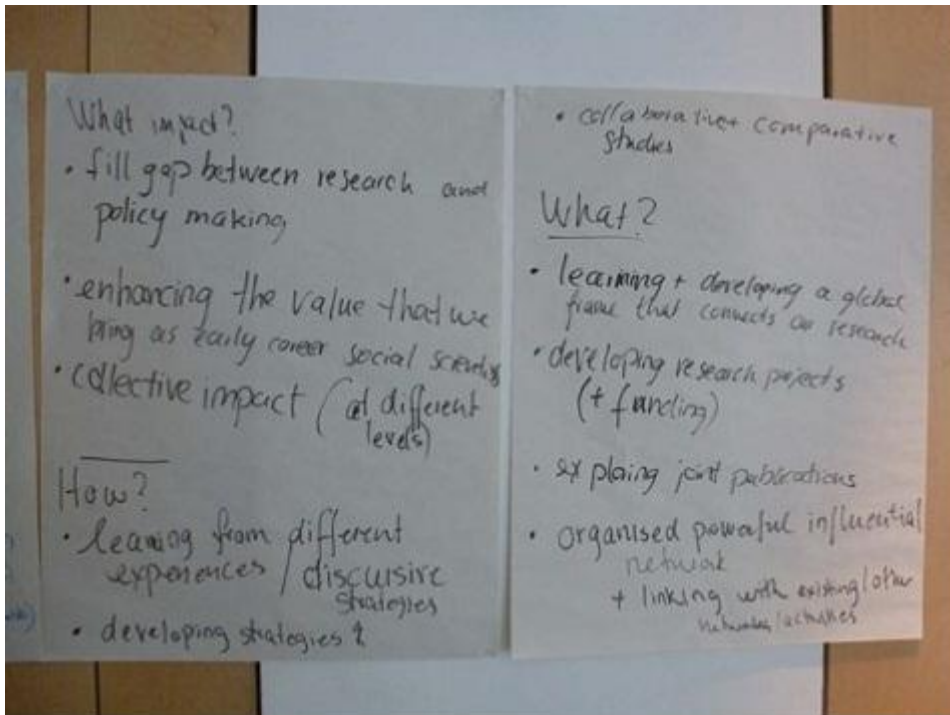 What impact?
• fill gap between research and
policy making
• enhancing the value that we
bring as early career social scientists
• collective impact (at different
levels)
How?
• learning from different
experiences / discursive
strategies
• developing strategies &
• collaborative + comparative
studies
What?
• learning + developing a global
frame that connects our research
• developing research projects
(+ funding)
• exploring joint publications
• organised powerful influential
network
+ linking with existing/other
networks/activities